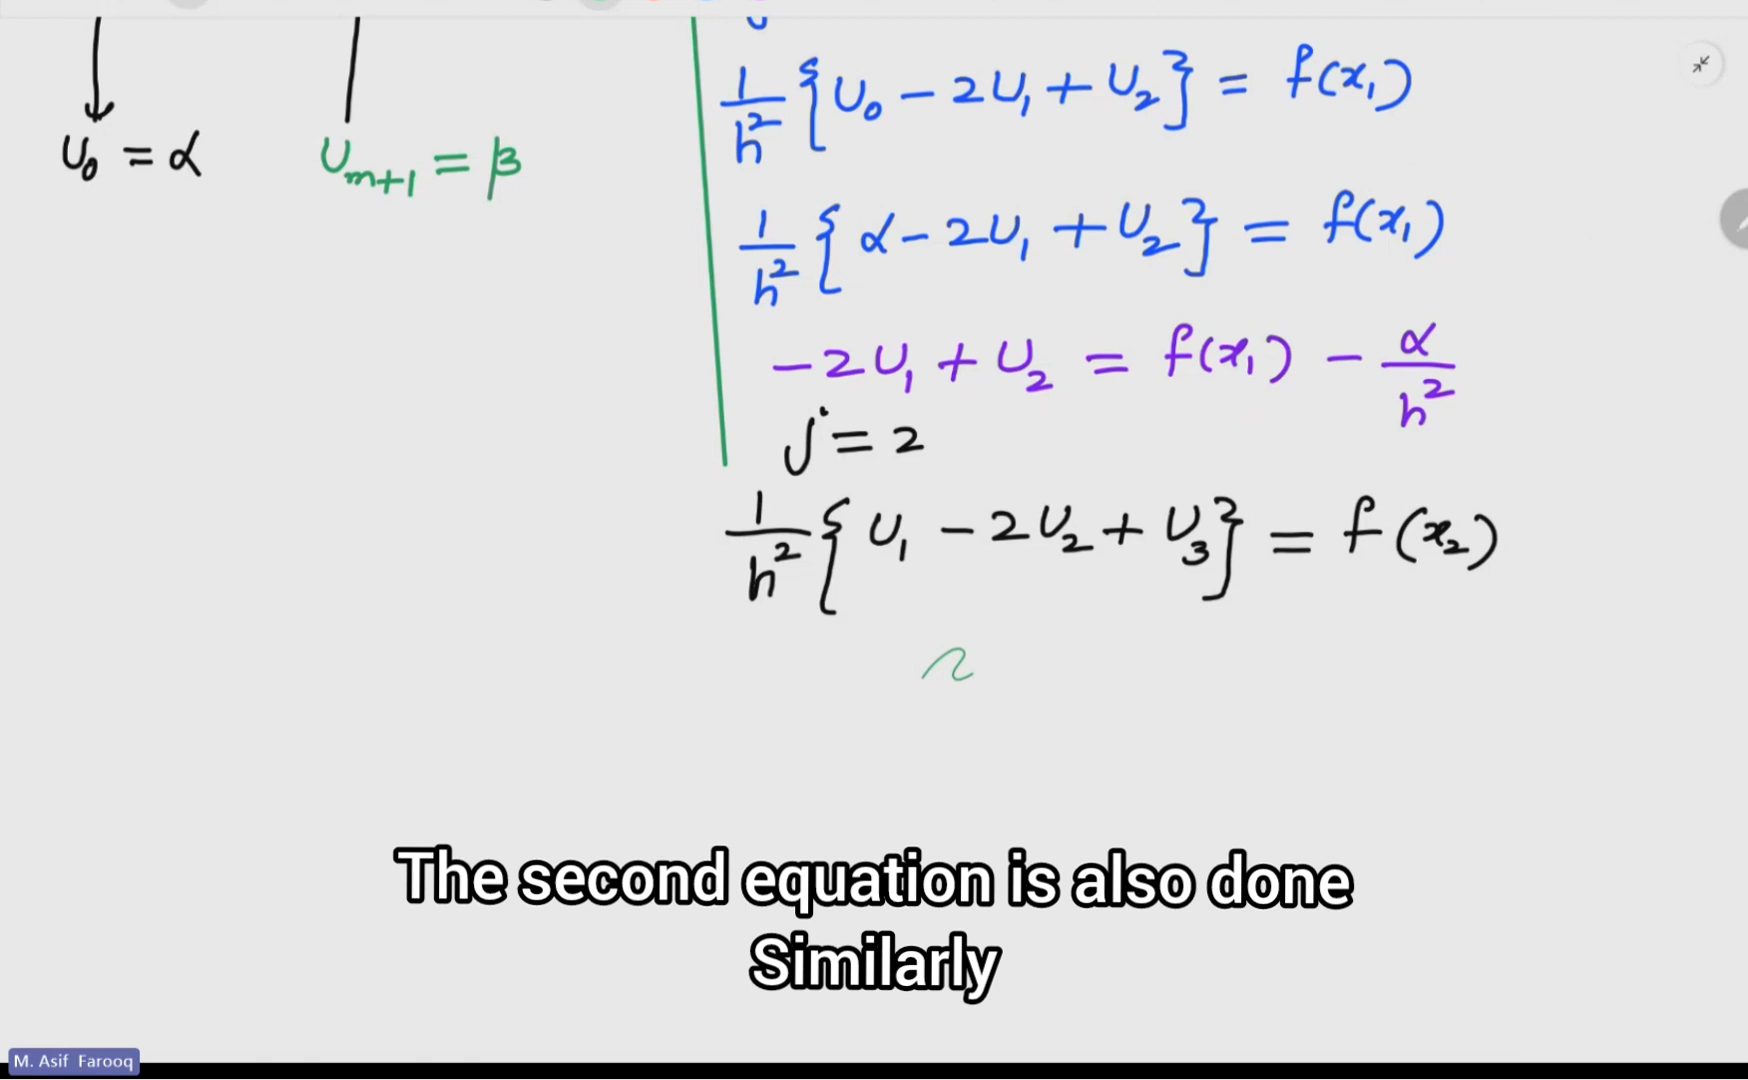 U₀ = α
U_{m+1} = β
1/h² {U₀ − 2U₁ + U₂} = f(x₁)
1/h² {α − 2U₁ + U₂} = f(x₁)
−2U₁ + U₂ = f(x₁) − α/h²
j = 2
1/h² {U₁ − 2U₂ + U₃} = f(x₂)
The second equation is also done
Similarly
M. Asif Farooq